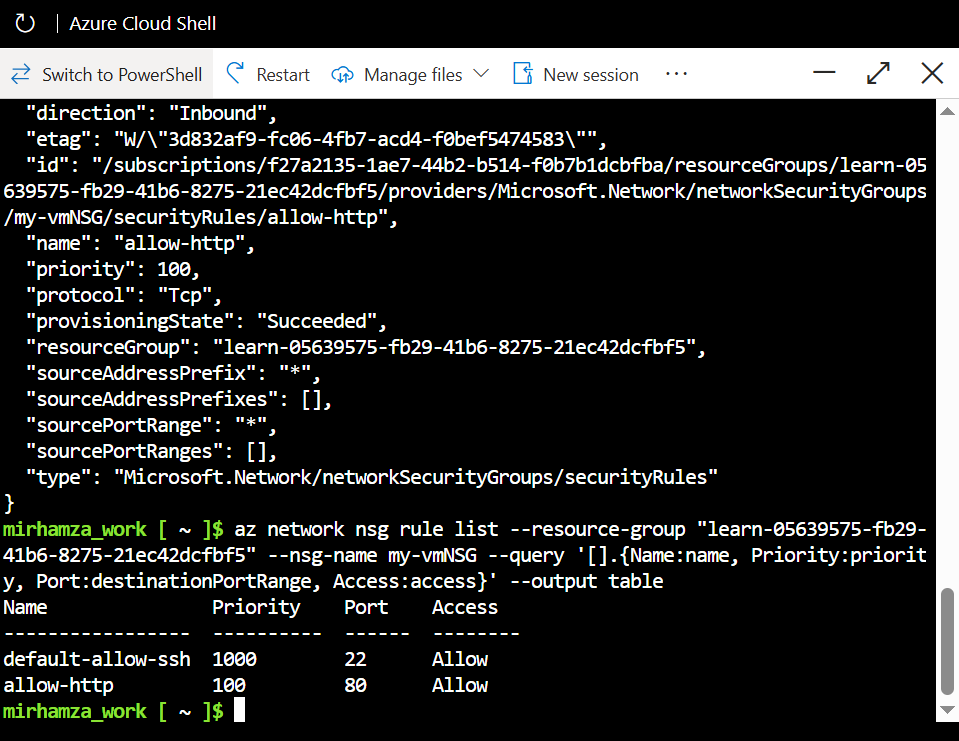 Azure Cloud Shell
Switch to PowerShell Restart Manage files New session ...
"direction": "Inbound",
"etag": "W/\"3d832af9-fc06-4fb7-acd4-f0bef5474583\"",
"id": "/subscriptions/f27a2135-1ae7-44b2-b514-f0b7b1dcbfba/resourceGroups/learn-05
639575-fb29-41b6-8275-21ec42dcfbf5/providers/Microsoft.Network/networkSecurityGroups
/my-vmNSG/securityRules/allow-http",
"name": "allow-http",
"priority": 100,
"protocol": "Tcp",
"provisioningState": "Succeeded",
"resourceGroup": "learn-05639575-fb29-41b6-8275-21ec42dcfbf5",
"sourceAddressPrefix": "*",
"sourceAddressPrefixes": [],
"sourcePortRange": "*",
"sourcePortRanges": [],
"type": "Microsoft.Network/networkSecurityGroups/securityRules"
}
mirhamza_work [ ~ ]$ az network nsg rule list --resource-group "learn-05639575-fb29-
41b6-8275-21ec42dcfbf5" --nsg-name my-vmNSG --query '[].{Name:name, Priority:priorit
y, Port:destinationPortRange, Access:access}' --output table
Name Priority Port Access
----------------- ---------- ------ --------
default-allow-ssh 1000 22 Allow
allow-http 100 80 Allow
mirhamza_work [ ~ ]$